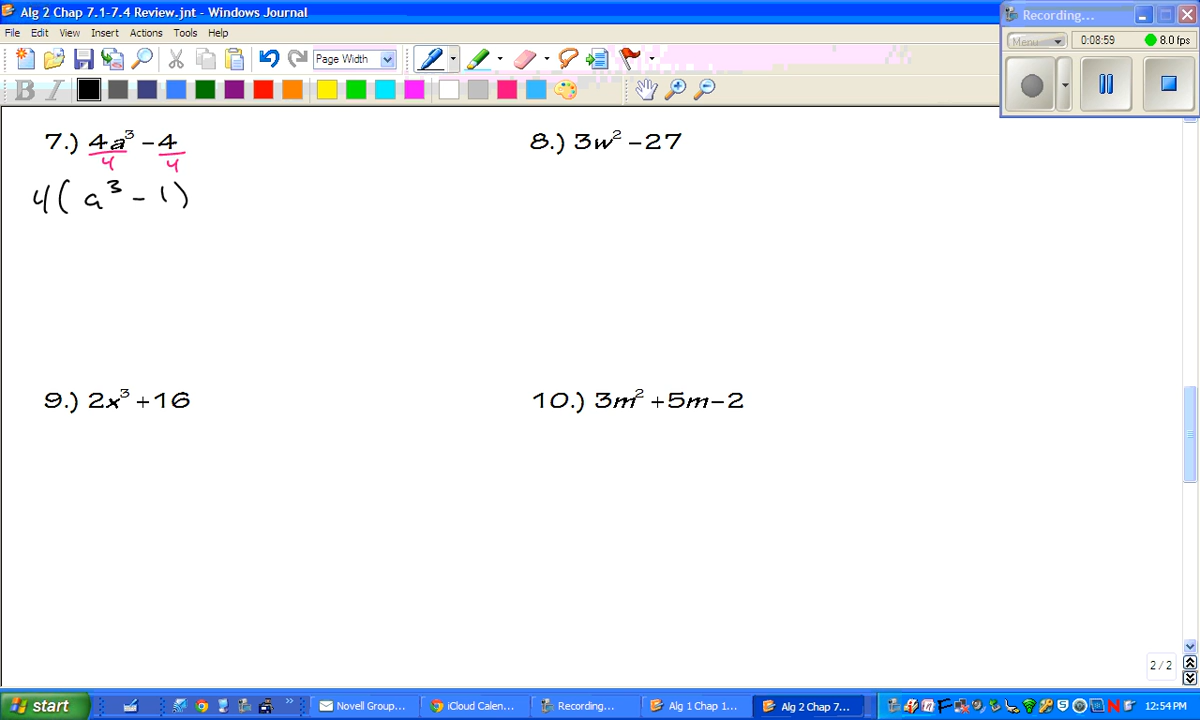 Alg 2 Chap 7.1-7.4 Review.jnt - Windows Journal
Recording...
File Edit View Insert Actions Tools Help
Menu 0:08:59 8.0 fps
Page Width
B I
7.) 4a³ – 4
4 4
8.) 3w² – 27
4( a³ - 1)
9.) 2x³ + 16
10.) 3m² + 5m – 2
2 / 2
start
Novell Group...
iCloud Calen...
Recording...
Alg 1 Chap 1...
Alg 2 Chap 7...
12:54 PM